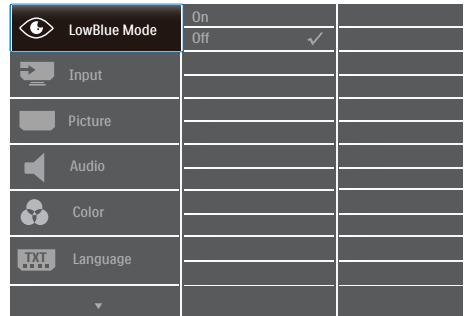 LowBlue Mode
On
Off
Input
Picture
Audio
Color
TXT
Language